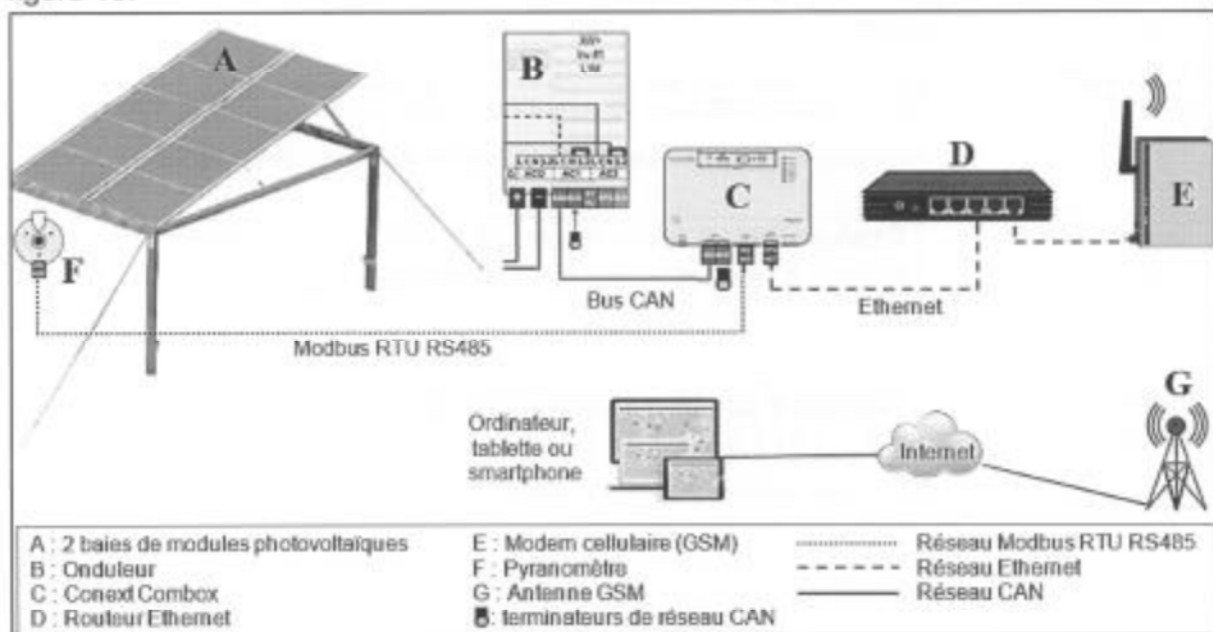 A
B
C
D
E
F
Bus CAN
Ethernet
Modbus RTU RS485
G
Ordinateur,
tablette ou
smartphone
Internet
A : 2 baies de modules photovoltaïques
B : Onduleur
C : Conext Combox
D : Routeur Ethernet
E : Modem cellulaire (GSM)
F : Pyranomètre
G : Antenne GSM
: terminateurs de réseau CAN
Réseau Modbus RTU RS485
Réseau Ethernet
Réseau CAN